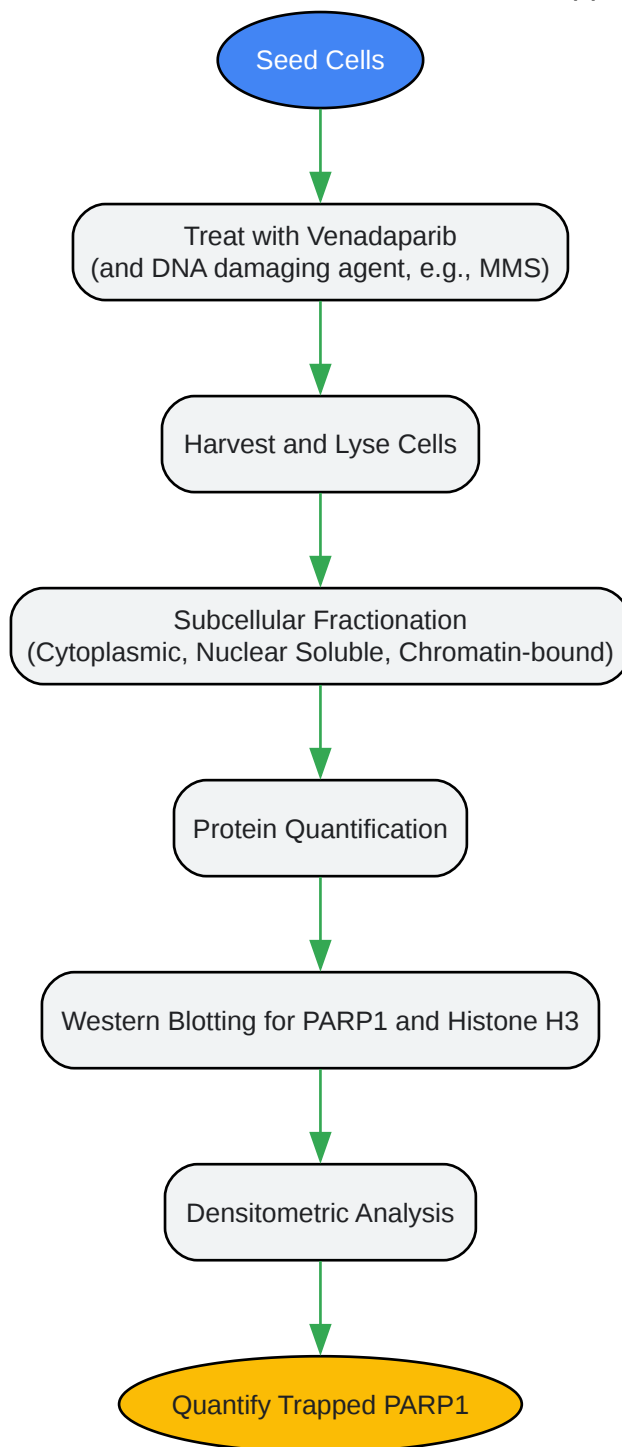 Seed Cells
Treat with Venadaparib
(and DNA damaging agent, e.g., MMS)
Harvest and Lyse Cells
Subcellular Fractionation
(Cytoplasmic, Nuclear Soluble, Chromatin-bound)
Protein Quantification
Western Blotting for PARP1 and Histone H3
Densitometric Analysis
Quantify Trapped PARP1